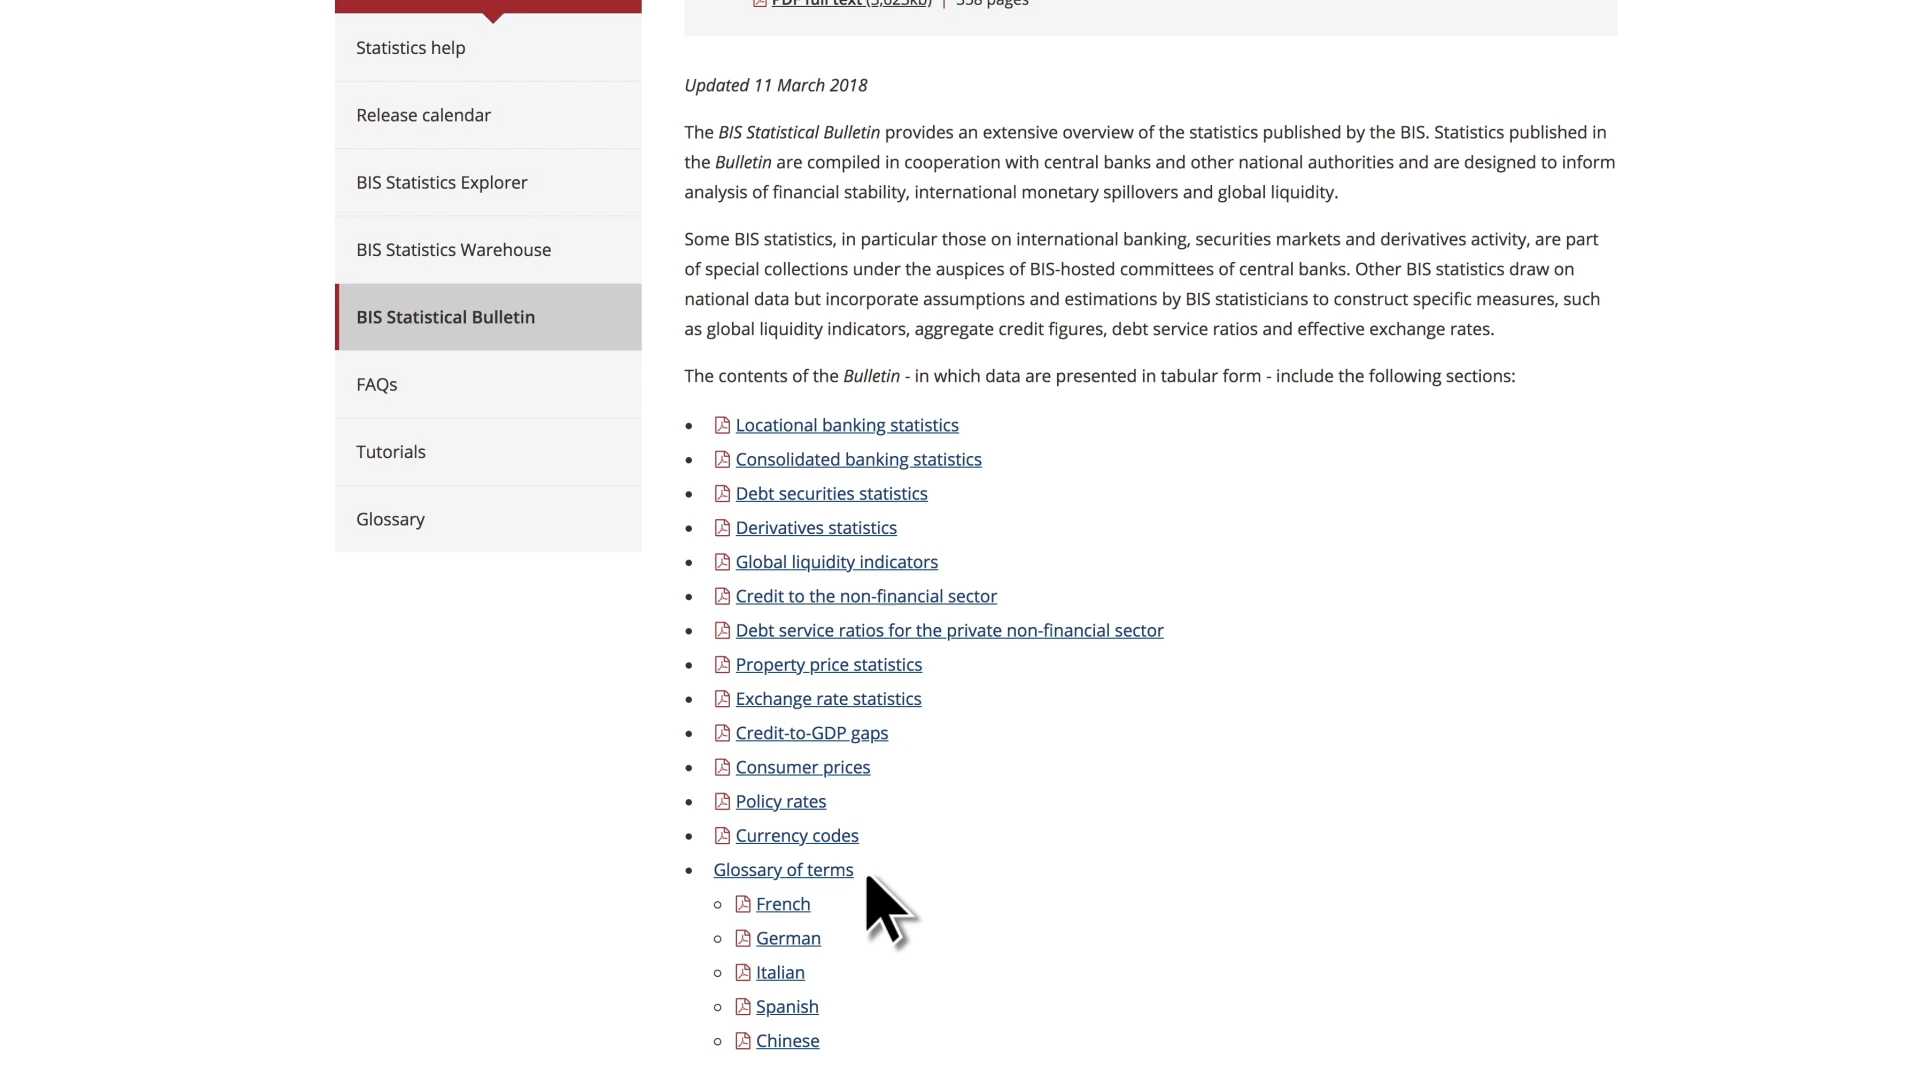 PDF full text (5,623kb) | 338 pages
Statistics help
Release calendar
BIS Statistics Explorer
BIS Statistics Warehouse
BIS Statistical Bulletin
FAQs
Tutorials
Glossary
Updated 11 March 2018
The BIS Statistical Bulletin provides an extensive overview of the statistics published by the BIS. Statistics published in
the Bulletin are compiled in cooperation with central banks and other national authorities and are designed to inform
analysis of financial stability, international monetary spillovers and global liquidity.
Some BIS statistics, in particular those on international banking, securities markets and derivatives activity, are part
of special collections under the auspices of BIS-hosted committees of central banks. Other BIS statistics draw on
national data but incorporate assumptions and estimations by BIS statisticians to construct specific measures, such
as global liquidity indicators, aggregate credit figures, debt service ratios and effective exchange rates.
The contents of the Bulletin - in which data are presented in tabular form - include the following sections:
Locational banking statistics
Consolidated banking statistics
Debt securities statistics
Derivatives statistics
Global liquidity indicators
Credit to the non-financial sector
Debt service ratios for the private non-financial sector
Property price statistics
Exchange rate statistics
Credit-to-GDP gaps
Consumer prices
Policy rates
Currency codes
Glossary of terms
French
German
Italian
Spanish
Chinese